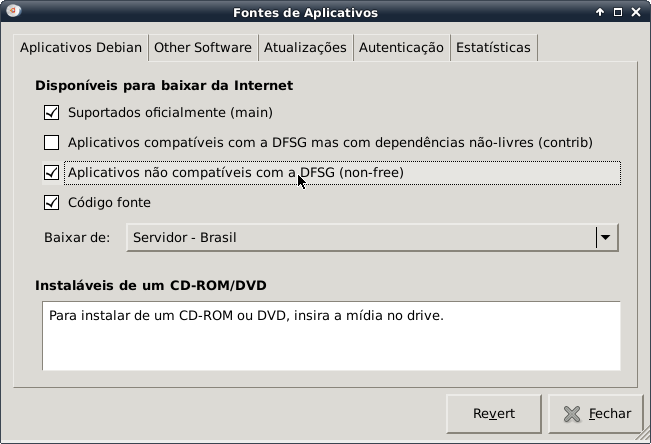 Fontes de Aplicativos
Aplicativos Debian Other Software Atualizações Autenticação Estatísticas
Disponíveis para baixar da Internet
Suportados oficialmente (main)
Aplicativos compatíveis com a DFSG mas com dependências não-livres (contrib)
Aplicativos não compatíveis com a DFSG (non-free)
Código fonte
Baixar de: Servidor - Brasil
Instaláveis de um CD-ROM/DVD
Para instalar de um CD-ROM ou DVD, insira a mídia no drive.
Revert Fechar